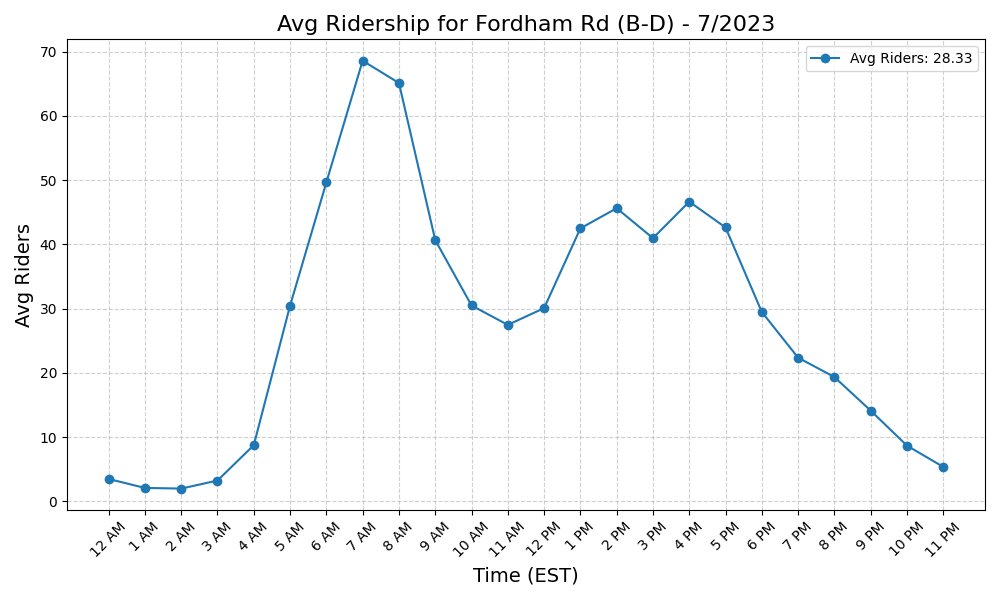 Avg Ridership for Fordham Rd (B-D) - 7/2023
Avg Riders: 28.33
Avg Riders
70
60
50
40
30
20
10
0
12 AM
1 AM
2 AM
3 AM
4 AM
5 AM
6 AM
7 AM
8 AM
9 AM
10 AM
11 AM
12 PM
1 PM
2 PM
3 PM
4 PM
5 PM
6 PM
7 PM
8 PM
9 PM
10 PM
11 PM
Time (EST)